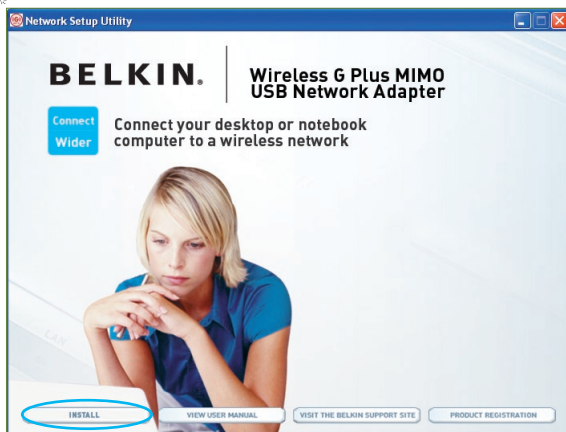 Network Setup Utility
BELKIN.
Wireless G Plus MIMO
USB Network Adapter
Connect
Wider
Connect your desktop or notebook
computer to a wireless network
INSTALL
VIEW USER MANUAL
VISIT THE BELKIN SUPPORT SITE
PRODUCT REGISTRATION